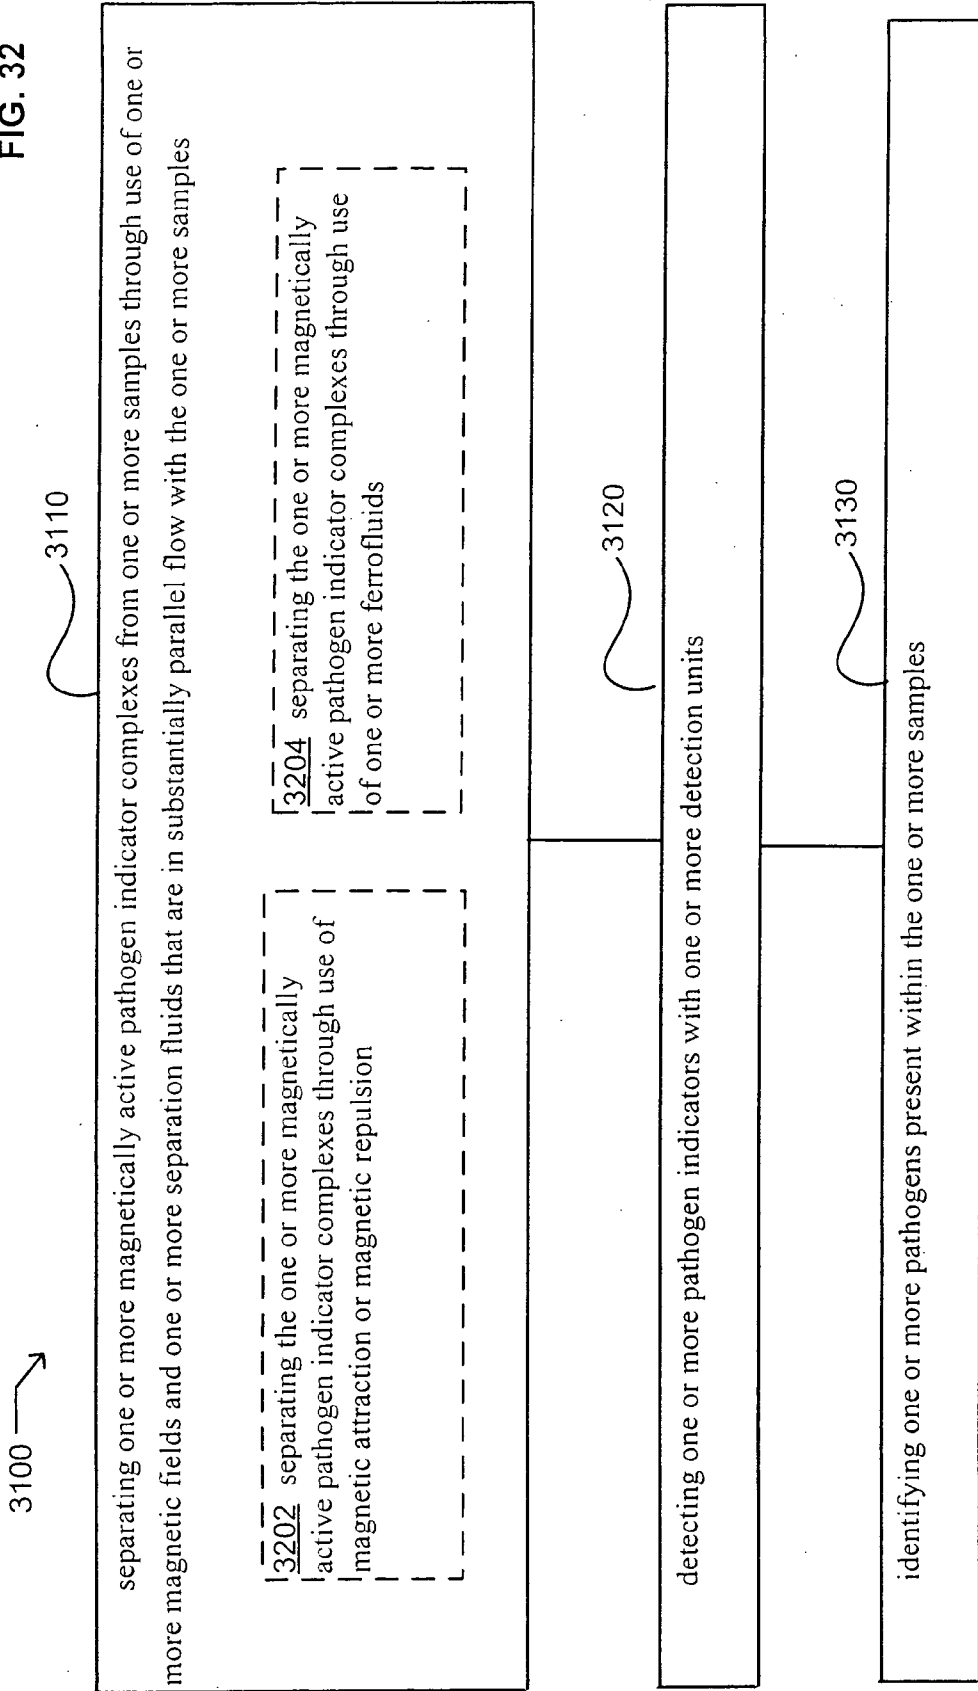 FIG. 32
3100
3110
separating one or more magnetically active pathogen indicator complexes from one or more samples through use of one or
more magnetic fields and one or more separation fluids that are in substantially parallel flow with the one or more samples
3202 separating the one or more magnetically
active pathogen indicator complexes through use of
magnetic attraction or magnetic repulsion
3204 separating the one or more magnetically
active pathogen indicator complexes through use
of one or more ferrofluids
3120
detecting one or more pathogen indicators with one or more detection units
3130
identifying one or more pathogens present within the one or more samples